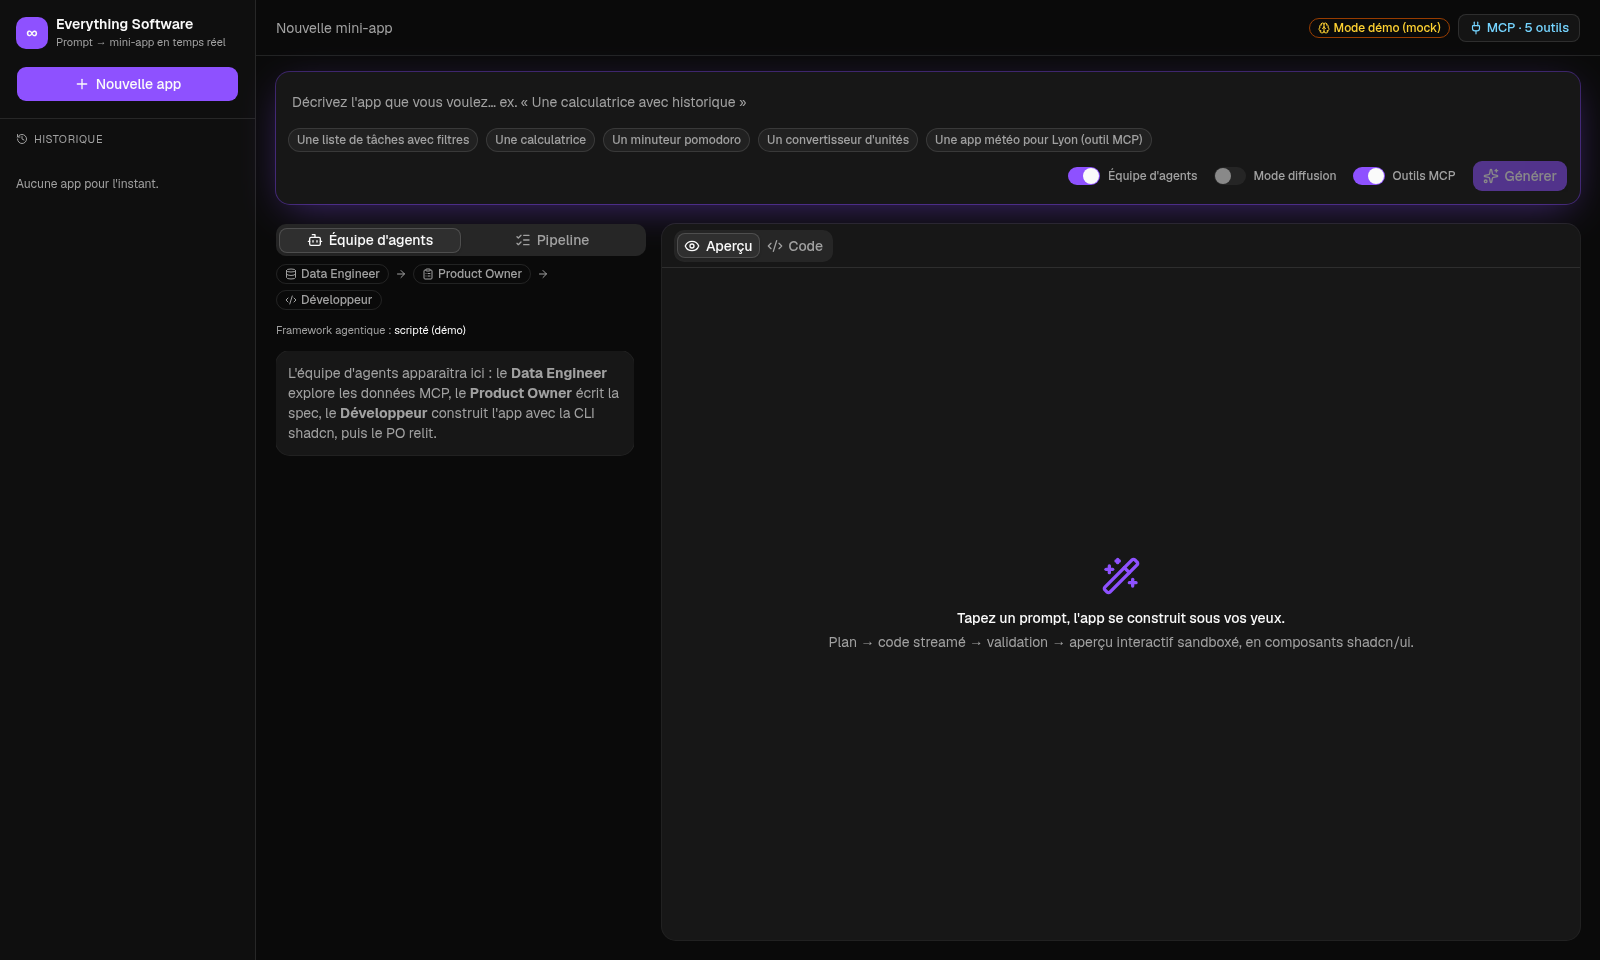 ∞
Everything Software
Prompt → mini-app en temps réel
Nouvelle app
HISTORIQUE
Aucune app pour l'instant.
Nouvelle mini-app
Mode démo (mock)
MCP · 5 outils
Décrivez l'app que vous voulez... ex. « Une calculatrice avec historique »
Une liste de tâches avec filtres
Une calculatrice
Un minuteur pomodoro
Un convertisseur d'unités
Une app météo pour Lyon (outil MCP)
Équipe d'agents
Mode diffusion
Outils MCP
Générer
Équipe d'agents
Pipeline
Data Engineer →
Product Owner →
Développeur
Framework agentique : scripté (démo)
L'équipe d'agents apparaîtra ici : le Data Engineer
explore les données MCP, le Product Owner écrit la
spec, le Développeur construit l'app avec la CLI
shadcn, puis le PO relit.
Aperçu
Code
Tapez un prompt, l'app se construit sous vos yeux.
Plan → code streamé → validation → aperçu interactif sandboxé, en composants shadcn/ui.